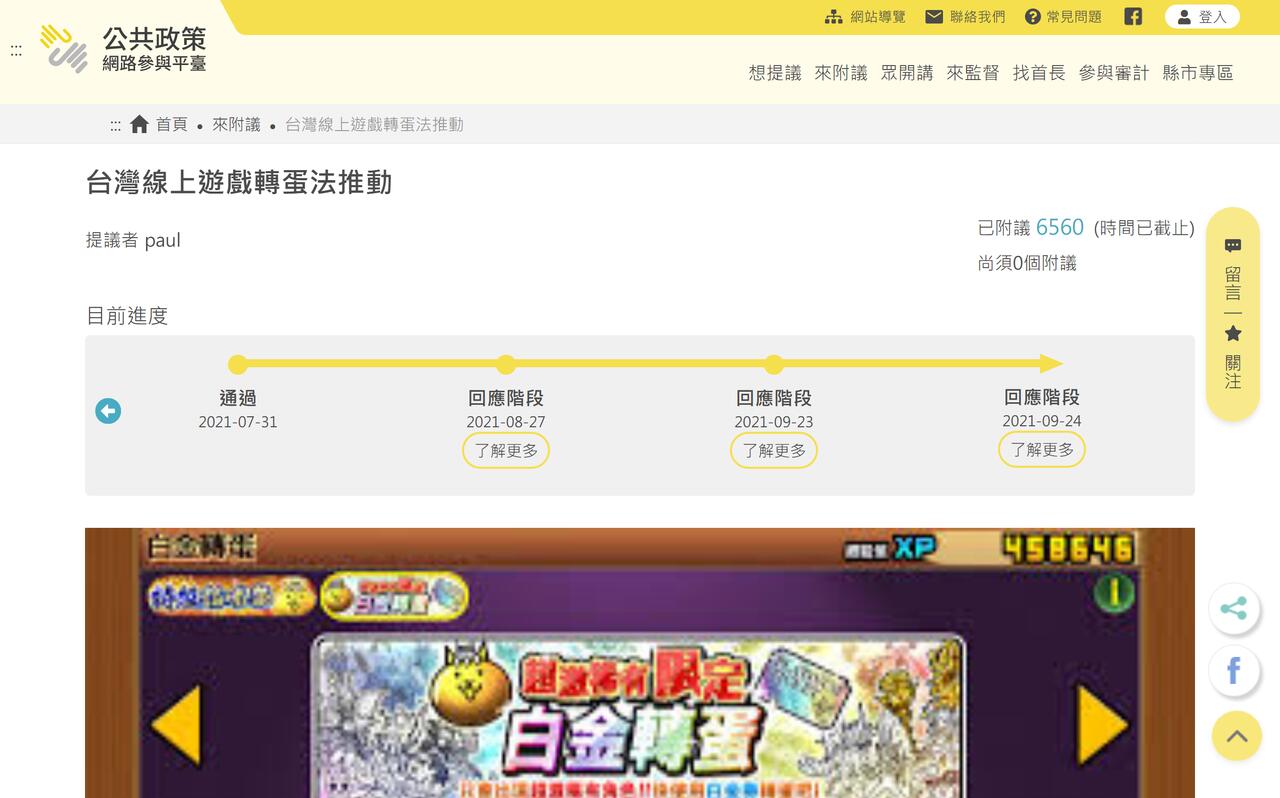 網站導覽 聯絡我們 常見問題 登入
:::
公共政策
網路參與平臺
想提議 來附議 眾開講 來監督 找首長 參與審計 縣市專區
::: 首頁 • 來附議 • 台灣線上遊戲轉蛋法推動
台灣線上遊戲轉蛋法推動
提議者 paul
已附議 6560 (時間已截止)
尚須0個附議
目前進度
通過
2021-07-31
回應階段
2021-08-27
了解更多
回應階段
2021-09-23
了解更多
回應階段
2021-09-24
了解更多
留言
關注
白金轉蛋
XP 458646
白金轉蛋
超激稀有限定
白金轉蛋